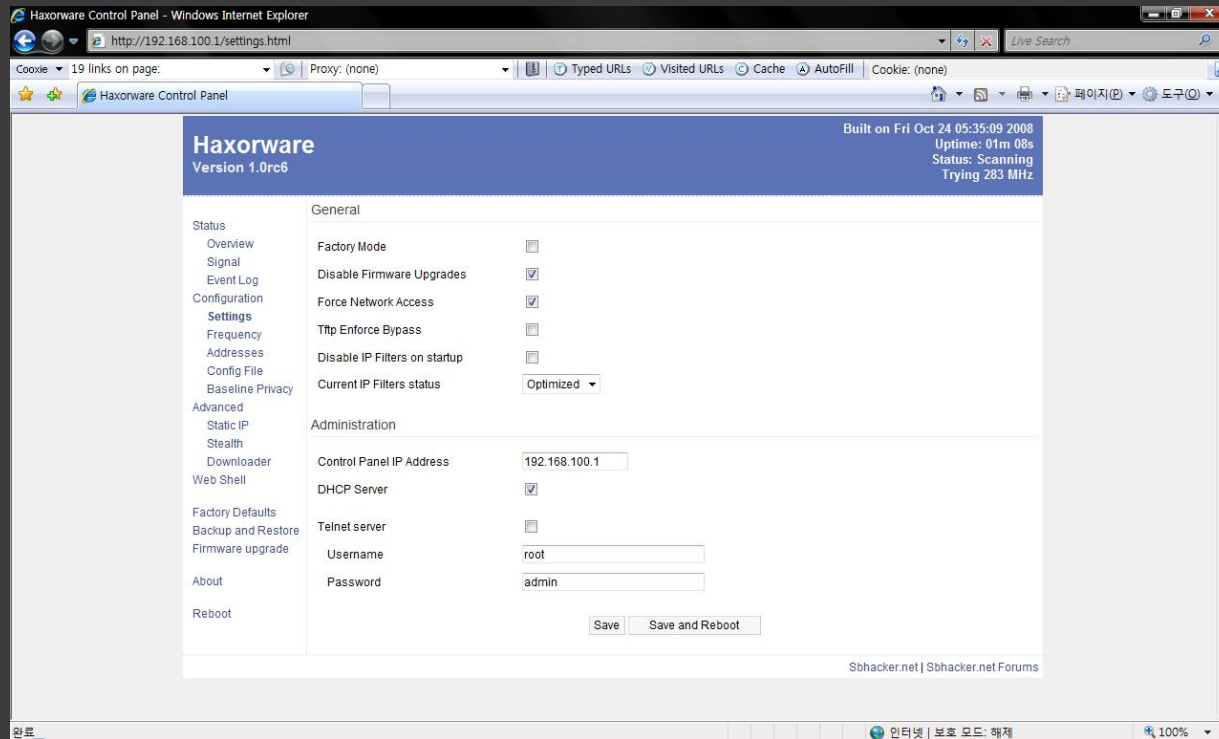 Haxorware Control Panel - Windows Internet Explorer
http://192.168.100.1/settings.html
Live Search
Cooxie
19 links on page:
Proxy: (none)
Typed URLs
Visited URLs
Cache
AutoFill
Cookie: (none)
Haxorware Control Panel
페이지(P)
도구(O)
Haxorware
Version 1.0rc6
Built on Fri Oct 24 05:35:09 2008
Uptime: 01m 08s
Status: Scanning
Trying 283 MHz
Status
Overview
Signal
Event Log
Configuration
Settings
Frequency
Addresses
Config File
Baseline Privacy
Advanced
Static IP
Stealth
Downloader
Web Shell
Factory Defaults
Backup and Restore
Firmware upgrade
About
Reboot
General
Factory Mode
Disable Firmware Upgrades
Force Network Access
Tftp Enforce Bypass
Disable IP Filters on startup
Current IP Filters status
Optimized
Administration
Control Panel IP Address
192.168.100.1
DHCP Server
Telnet server
Username
root
Password
admin
Save
Save and Reboot
Sbhacker.net | Sbhacker.net Forums
완료
인터넷 | 보호 모드: 해제
100%